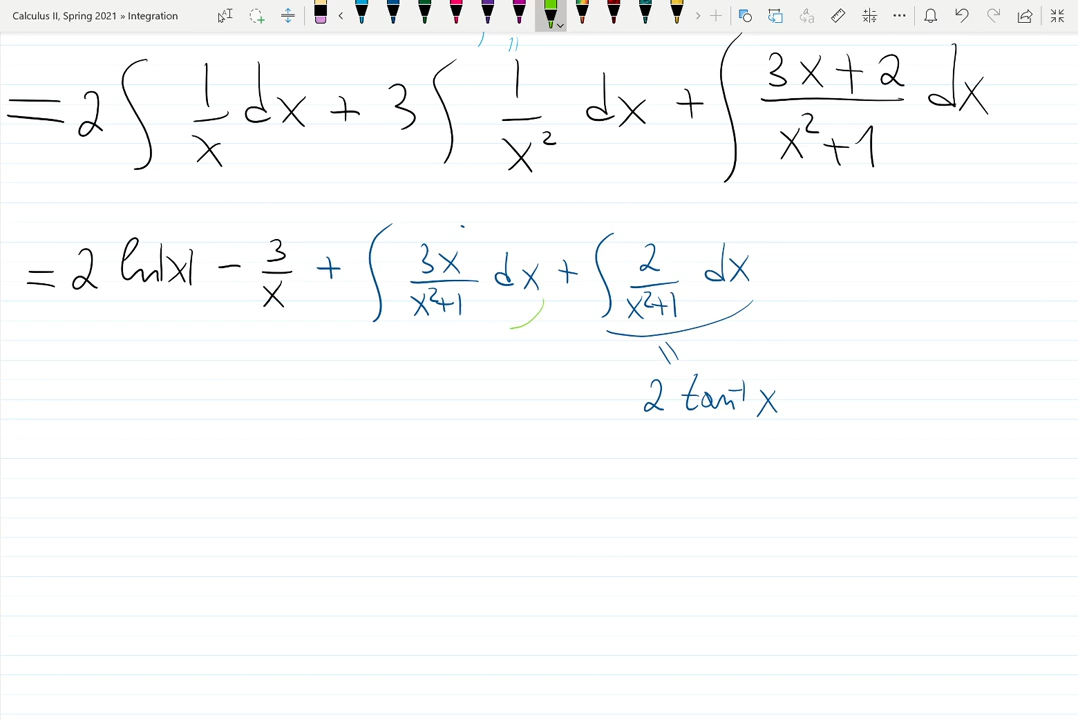 Calculus II, Spring 2021 » Integration
= 2 ∫ 1/x dx + 3 ∫ 1/x² dx + ∫ (3x+2)/(x²+1) dx
= 2 ln|x| − 3/x + ∫ 3x/(x²+1) dx + ∫ 2/(x²+1) dx
"
2 tan⁻¹ x